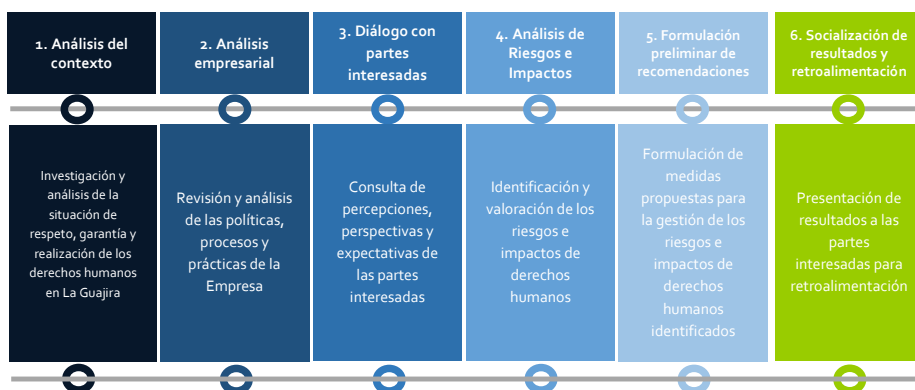 1. Análisis del
contexto
2. Análisis
empresarial
3. Diálogo con
partes
interesadas
4. Análisis de
Riesgos e
Impactos
5. Formulación
preliminar de
recomendaciones
6. Socialización de
resultados y
retroalimentación
Investigación y
análisis de la
situación de
respeto, garantía y
realización de los
derechos humanos
en La Guajira
Revisión y análisis
de las políticas,
procesos y
prácticas de la
Empresa
Consulta de
percepciones,
perspectivas y
expectativas de
las partes
interesadas
Identificación y
valoración de los
riesgos e
impactos de
derechos
humanos
Formulación de
medidas
propuestas para
la gestión de los
riesgos e
impactos de
derechos
humanos
identificados
Presentación de
resultados a las
partes
interesadas para
retroalimentación